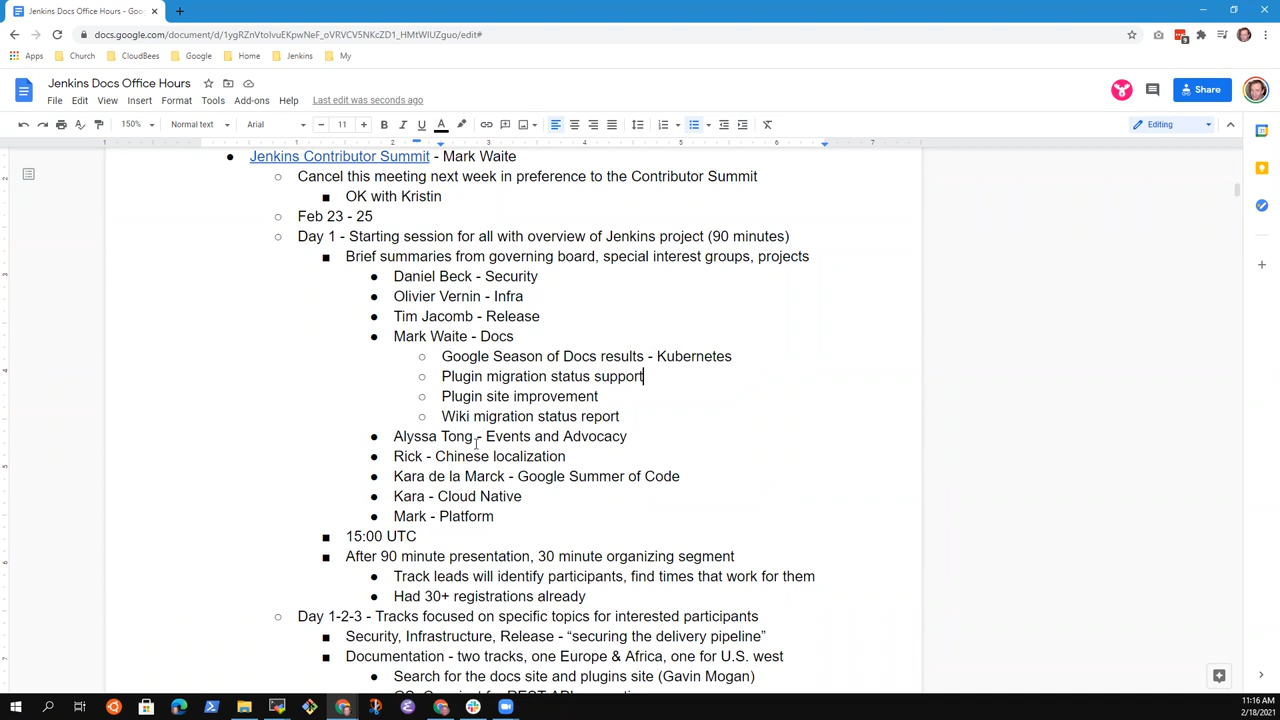 Jenkins Docs Office Hours - Goo
docs.google.com/document/d/1ygRZnVtoIvuEKpwNeF_oVRVCV5NKcZD1_HMtWIUZguo/edit#
Apps Church CloudBees Google Home Jenkins My
Jenkins Docs Office Hours
File Edit View Insert Format Tools Add-ons Help Last edit was seconds ago
Share
150% Normal text Arial 11 Editing
2 3 4 5 6 7
Jenkins Contributor Summit - Mark Waite
Cancel this meeting next week in preference to the Contributor Summit
OK with Kristin
Feb 23 - 25
Day 1 - Starting session for all with overview of Jenkins project (90 minutes)
Brief summaries from governing board, special interest groups, projects
Daniel Beck - Security
Olivier Vernin - Infra
Tim Jacomb - Release
Mark Waite - Docs
Google Season of Docs results - Kubernetes
Plugin migration status support
Plugin site improvement
Wiki migration status report
Alyssa Tong - Events and Advocacy
Rick - Chinese localization
Kara de la Marck - Google Summer of Code
Kara - Cloud Native
Mark - Platform
15:00 UTC
After 90 minute presentation, 30 minute organizing segment
Track leads will identify participants, find times that work for them
Had 30+ registrations already
Day 1-2-3 - Tracks focused on specific topics for interested participants
Security, Infrastructure, Release - “securing the delivery pipeline”
Documentation - two tracks, one Europe & Africa, one for U.S. west
Search for the docs site and plugins site (Gavin Mogan)
11:16 AM
2/18/2021